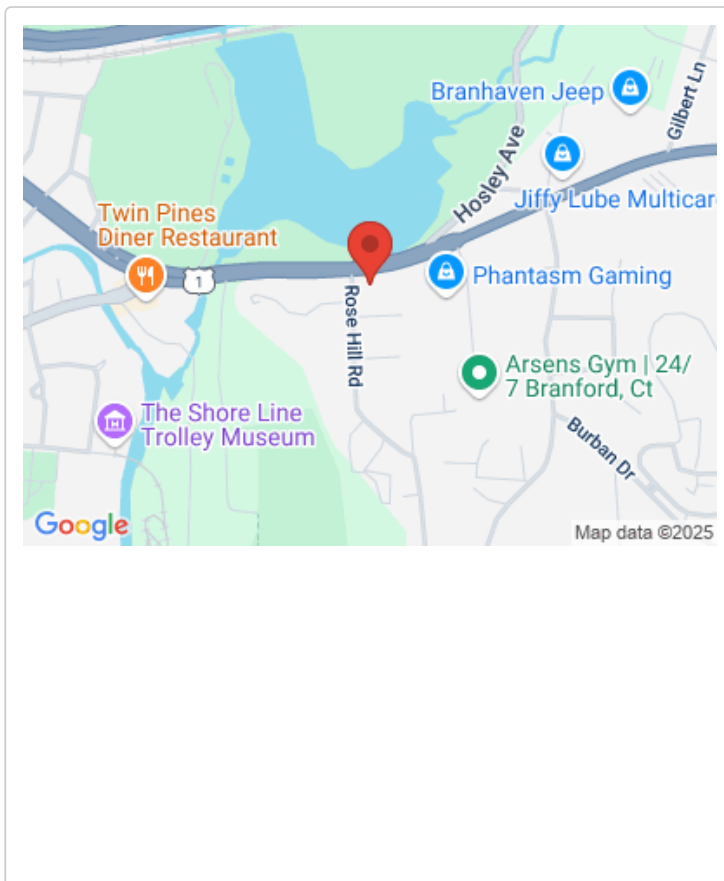 Branhaven Jeep
Gilbert Ln
Hosley Ave
Jiffy Lube Multicar
Twin Pines
Diner Restaurant
1
Phantasm Gaming
Rose Hill Rd
Arsens Gym | 24/
7 Branford, Ct
The Shore Line
Trolley Museum
Burban Dr
Google
Map data ©2025